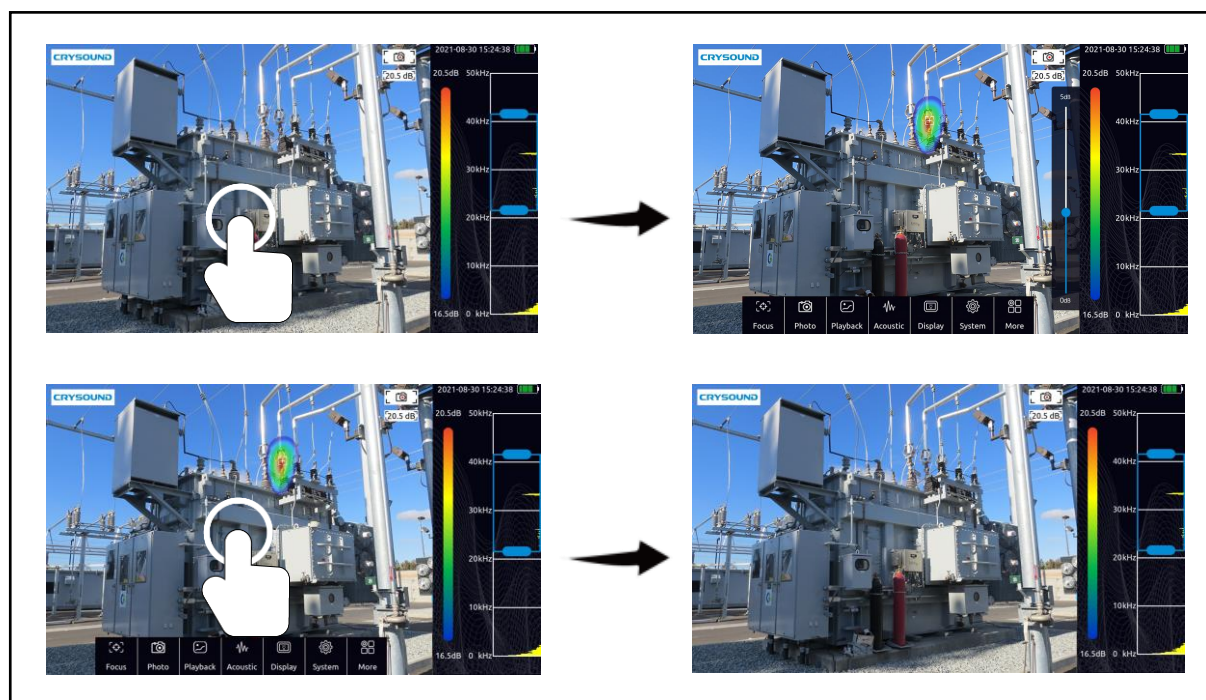 CRYSOUND
2021-08-30 15:24:38
20.5 dB
20.5dB 50kHz
40kHz
30kHz
20kHz
10kHz
16.5dB 0 kHz
CRYSOUND
2021-08-30 15:24:38
20.5 dB
20.5dB 50kHz
5dB
40kHz
30kHz
20kHz
10kHz
0dB
16.5dB 0 kHz
Focus Photo Playback Acoustic Display System More
CRYSOUND
2021-08-30 15:24:38
20.5 dB
20.5dB 50kHz
40kHz
30kHz
20kHz
10kHz
16.5dB 0 kHz
Focus Photo Playback Acoustic Display System More
CRYSOUND
2021-08-30 15:24:38
20.5 dB
20.5dB 50kHz
40kHz
30kHz
20kHz
10kHz
16.5dB 0 kHz